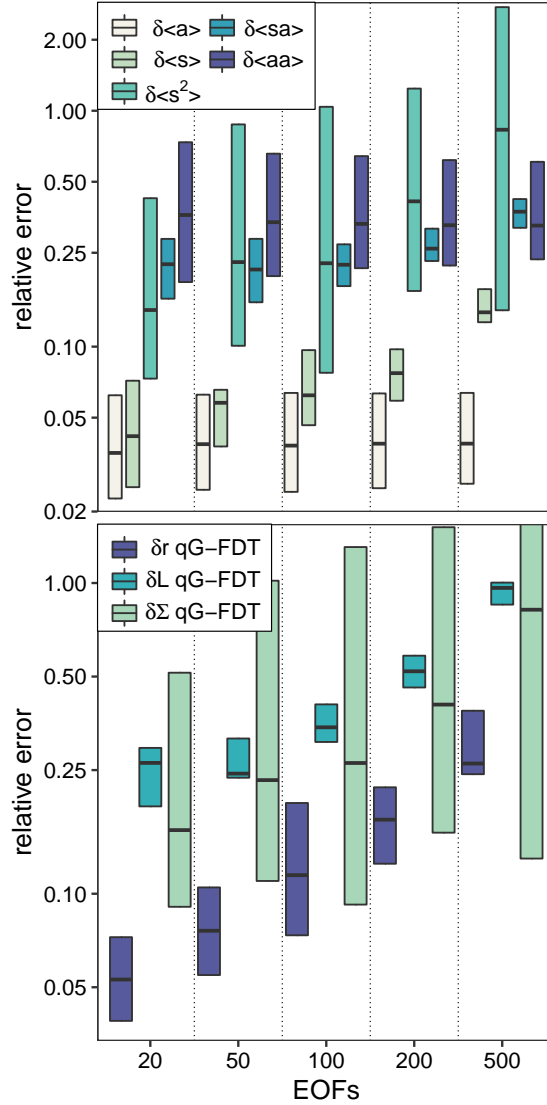 δ<a>
δ<sa>
δ<s>
δ<aa>
δ<s²>
relative error
2.00
1.00
0.50
0.25
0.10
0.05
0.02
δr qG−FDT
δL qG−FDT
δΣ qG−FDT
relative error
1.00
0.50
0.25
0.10
0.05
20 50 100 200 500
EOFs